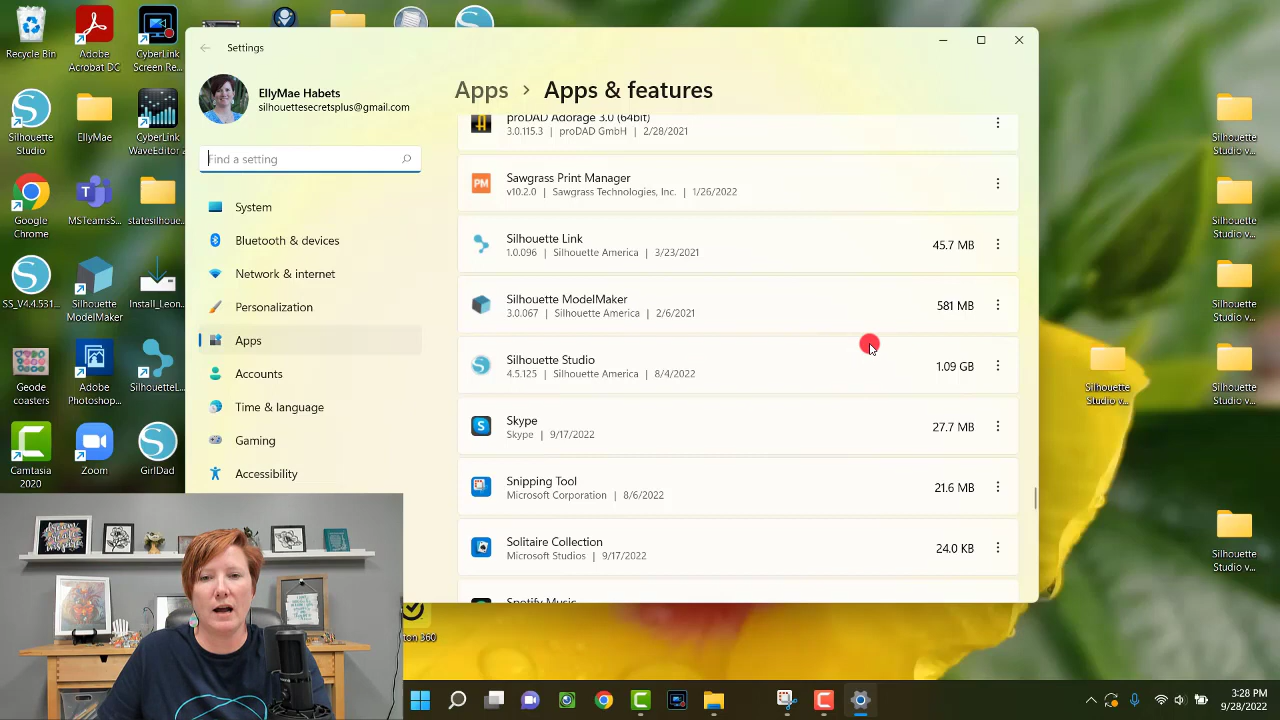 Settings
EllyMae Habets
silhouettesecretsplus@gmail.com
Find a setting
System
Bluetooth & devices
Network & internet
Personalization
Apps
Accounts
Time & language
Gaming
Accessibility
Apps > Apps & features
proDAD Adorage 3.0 (64bit)
3.0.115.3 | proDAD GmbH | 2/28/2021
Sawgrass Print Manager
v10.2.0 | Sawgrass Technologies, Inc. | 1/26/2022
Silhouette Link
1.0.096 | Silhouette America | 3/23/2021
45.7 MB
Silhouette ModelMaker
3.0.067 | Silhouette America | 2/6/2021
581 MB
Silhouette Studio
4.5.125 | Silhouette America | 8/4/2022
1.09 GB
Skype
Skype | 9/17/2022
27.7 MB
Snipping Tool
Microsoft Corporation | 8/6/2022
21.6 MB
Solitaire Collection
Microsoft Studios | 9/17/2022
24.0 KB
Spotify Music
Recycle Bin
Adobe
Acrobat DC
CyberLink
Screen Re...
Silhouette
Studio
EllyMae
CyberLink
WaveEditor ...
Google
Chrome
MSTeamsS...
statesilhoue...
SS_V4.4.531...
Silhouette
ModelMaker
Install_Leon...
Geode
coasters
Adobe
Photoshop...
SilhouetteL...
Camtasia
2020
Zoom
GirlDad
Silhouette
Studio v...
Silhouette
Studio v...
Silhouette
Studio v...
Silhouette
Studio v...
Silhouette
Studio v...
Silhouette
Studio v...
ton 360
3:28 PM
9/28/2022